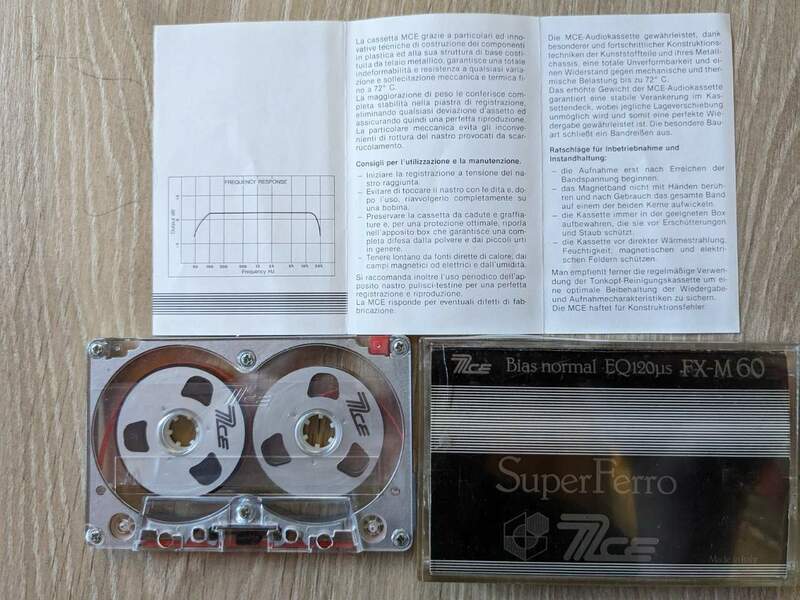 La cassetta MCE grazie a particolari ed inno-
vative tecniche di costruzione dei componenti
in plastica ed alla sua struttura di base costi-
tuita da telaio metallico, garantisce una totale
indeformabilità e resistenza a qualsiasi varia-
zione e sollecitazione meccanica e termica fi-
no a 72° C.
La maggiorazione di peso le conferisce com-
pleta stabilità nella piastra di registrazione,
eliminando qualsiasi deviazione d'assetto ed
assicurando quindi una perfetta riproduzione.
La particolare meccanica evita gli inconve-
nienti di rottura del nastro provocati da scar-
rucolamento.
Consigli per l'utilizzazione e la manutenzione.
— Iniziare la registrazione a tensione del na-
stro raggiunta.
— Evitare di toccare il nastro con le dita e, do-
po l'uso, riavvolgerlo completamente su
una bobina.
— Preservare la cassetta da cadute e graffia-
ture e, per una protezione ottimale, riporla
nell'apposito box che garantisce una com-
pleta difesa dalla polvere e dai piccoli urti
in genere.
— Tenere lontano da fonti dirette di calore, dai
campi magnetici od elettrici e dall'umidità.
Si raccomanda inoltre l'uso periodico dell'ap-
posito nastro pulisci-testine per una perfetta
registrazione e riproduzione.
La MCE risponde per eventuali difetti di fab-
bricazione.
Die MCE-Audiokassette gewährleistet, dank
besonderer und fortschrittlicher Konstruktions-
techniken der Kunststoffteile und ihres Metall-
chassis, eine totale Unverformbarkeit und ei-
nen Widerstand gegen mechanische und ther-
mische Belastung bis zu 72° C.
Das erhöhte Gewicht der MCE-Audiokassette
garantiert eine stabile Verankerung im Kas-
settendeck, wobei jegliche Lageverschiebung
unmöglich wird und somit eine perfekte Wie-
dergabe gewährleistet ist. Die besondere Bau-
art schließt ein Bandreißen aus.
Ratschläge für Inbetriebnahme und
Instandhaltung:
— die Aufnahme erst nach Erreichen der
Bandspannung beginnen.
— das Magnetband nicht mit Händen berüh-
ren und nach Gebrauch das gesamte Band
auf einem der beiden Kerne aufwickeln.
— die Kassette immer in der geeigneten Box
aufbewahren, die sie vor Erschütterungen
und Staub schützt.
— die Kassette vor direkter Wärmestrahlung,
Feuchtigkeit, magnetischen und elektri-
schen Feldern schützen.
Man empfiehlt ferner die regelmäßige Verwen-
dung der Tonkopf-Reinigungskassette um ei-
ne optimale Beibehaltung der Wiedergabe-
und Aufnahmecharakteristiken zu sichern.
Die MCE haftet für Konstruktionsfehler.
FREQUENCY RESPONSE
Output dB
Frequency Hz
MCE
MCE
MCE
MCE Bias normal EQ120µs FX-M 60
SuperFerro
MCE
Made in Italy